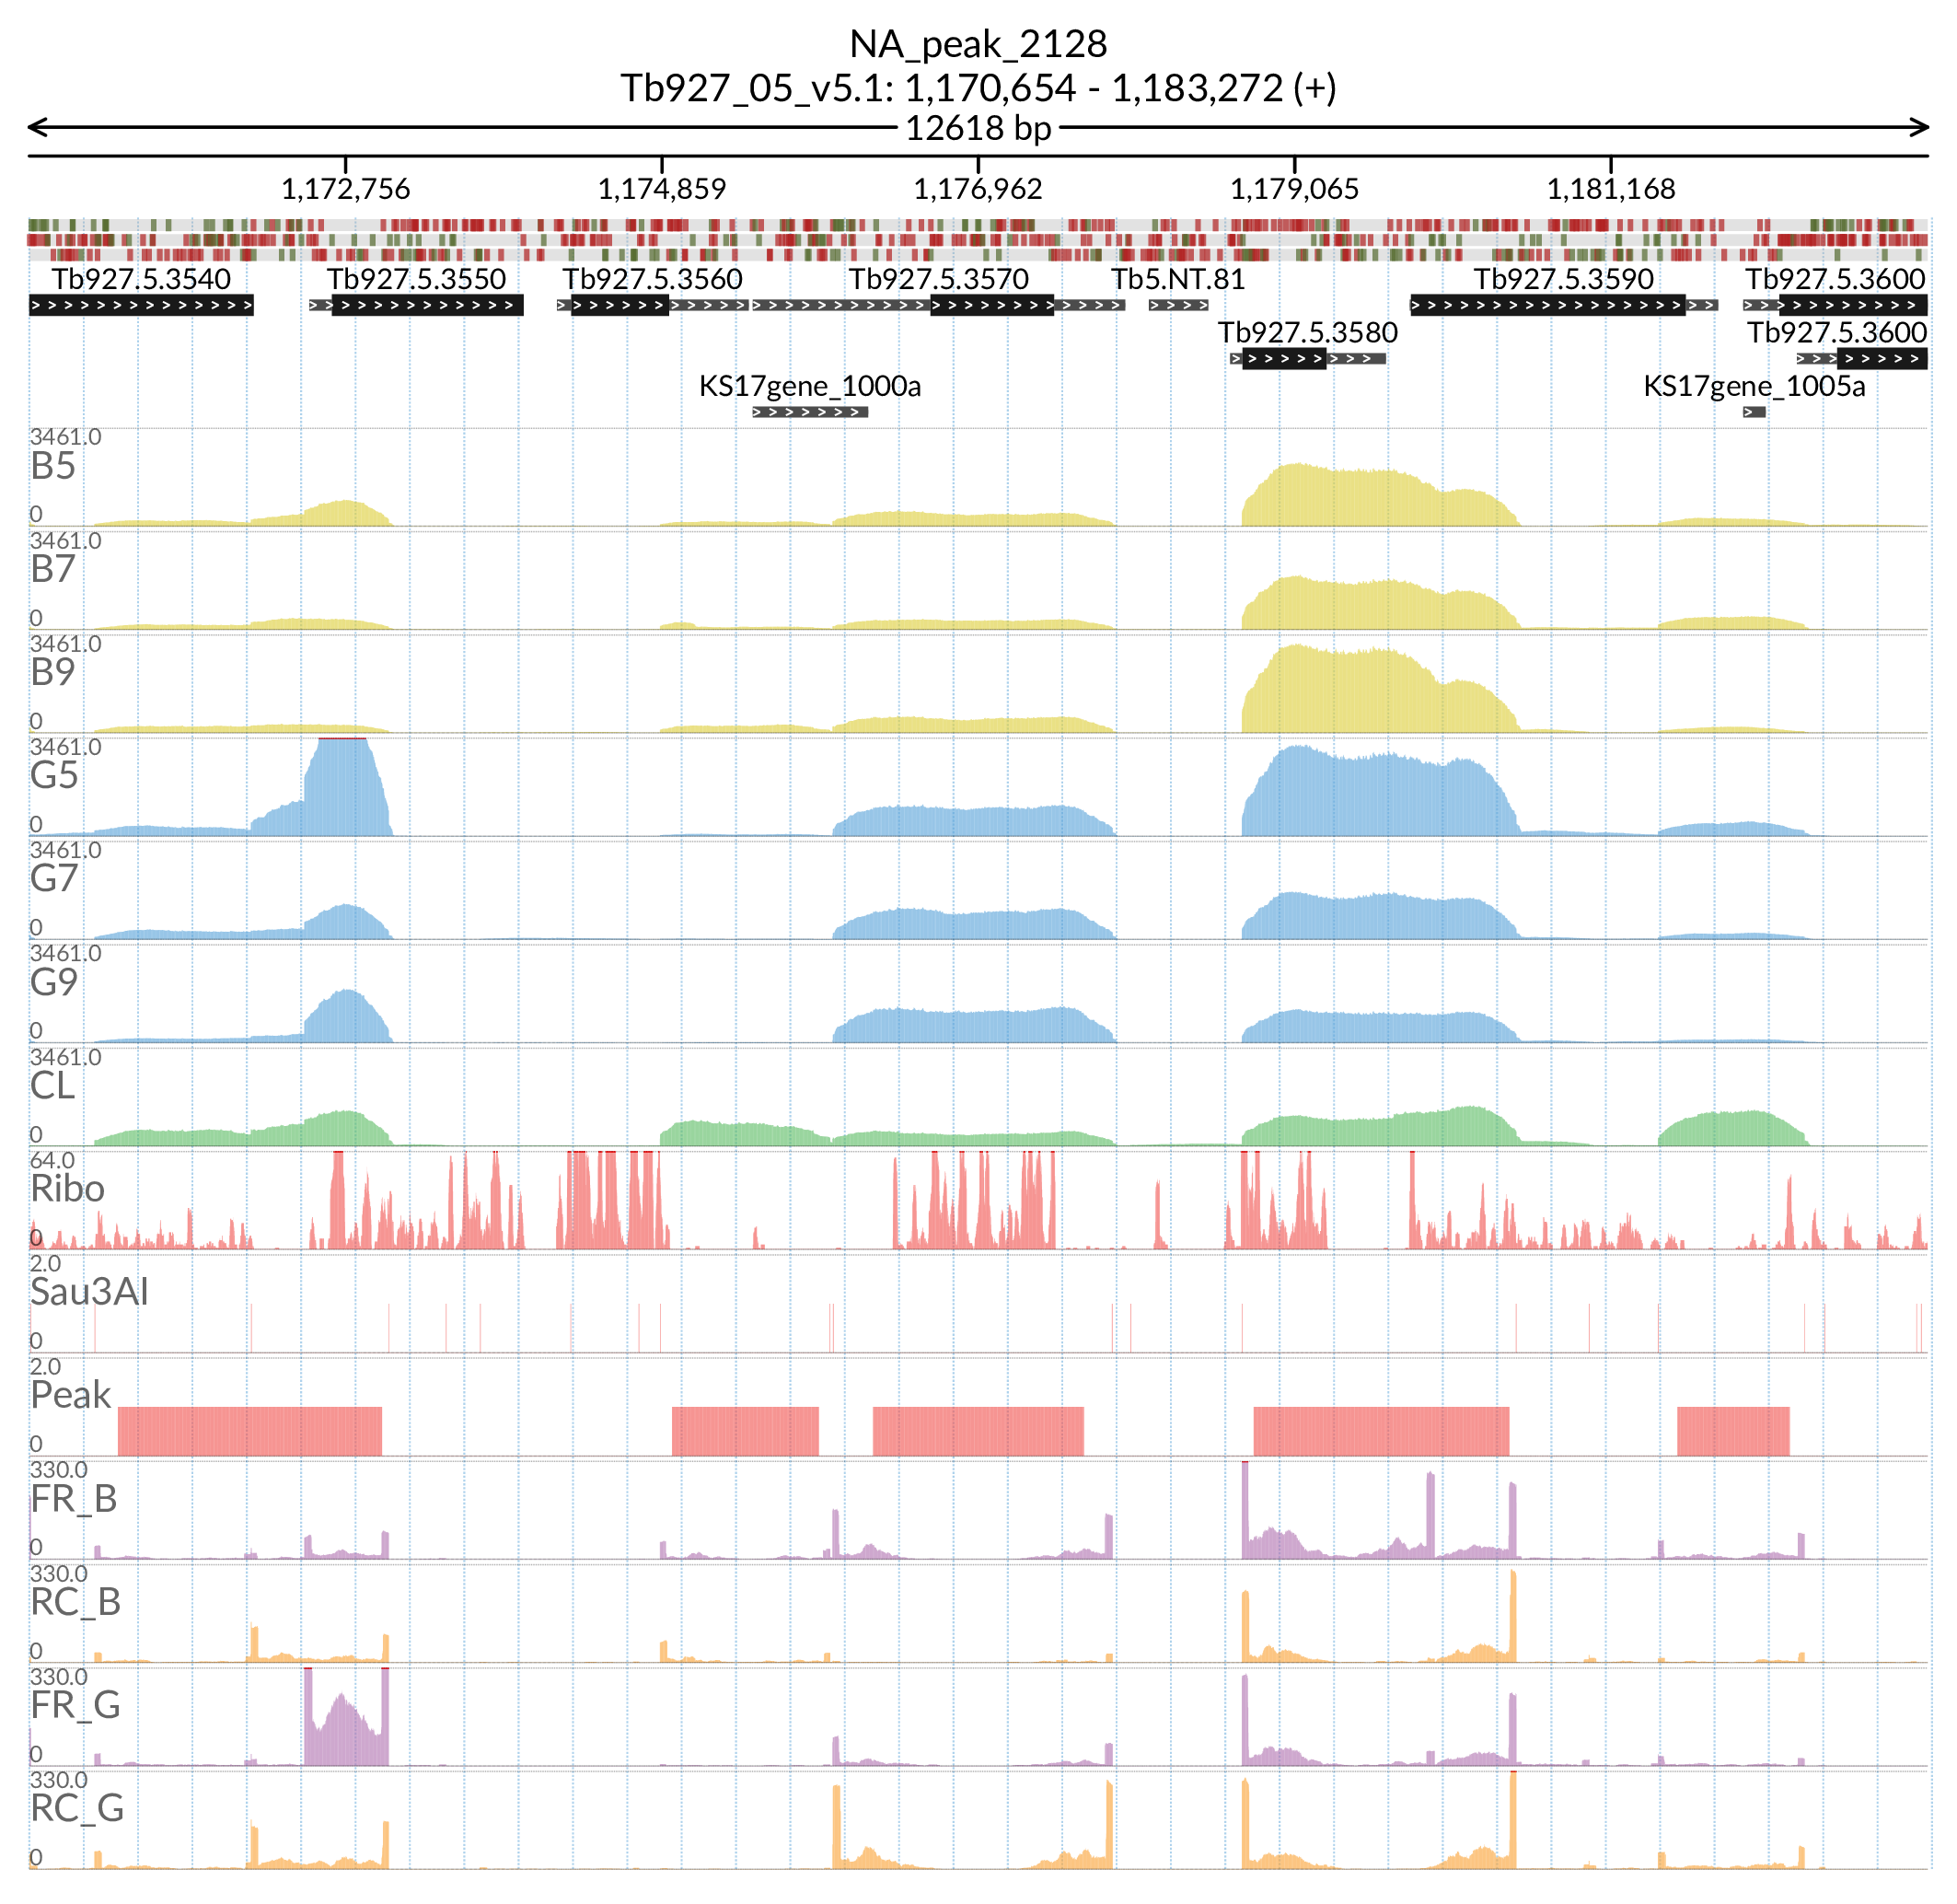 NA_peak_2128
Tb927_05_v5.1: 1,170,654 - 1,183,272 (+)
12618 bp
1,172,756 1,174,859 1,176,962 1,179,065 1,181,168
Tb927.5.3540 Tb927.5.3550 Tb927.5.3560 Tb927.5.3570 Tb5.NT.81 Tb927.5.3590 Tb927.5.3600
Tb927.5.3580 Tb927.5.3600
KS17gene_1000a KS17gene_1005a
3461.0
B5
0
3461.0
B7
0
3461.0
B9
0
3461.0
G5
0
3461.0
G7
0
3461.0
G9
0
3461.0
CL
0
64.0
Ribo
0
2.0
Sau3AI
0
2.0
Peak
0
330.0
FR_B
0
330.0
RC_B
0
330.0
FR_G
0
330.0
RC_G
0